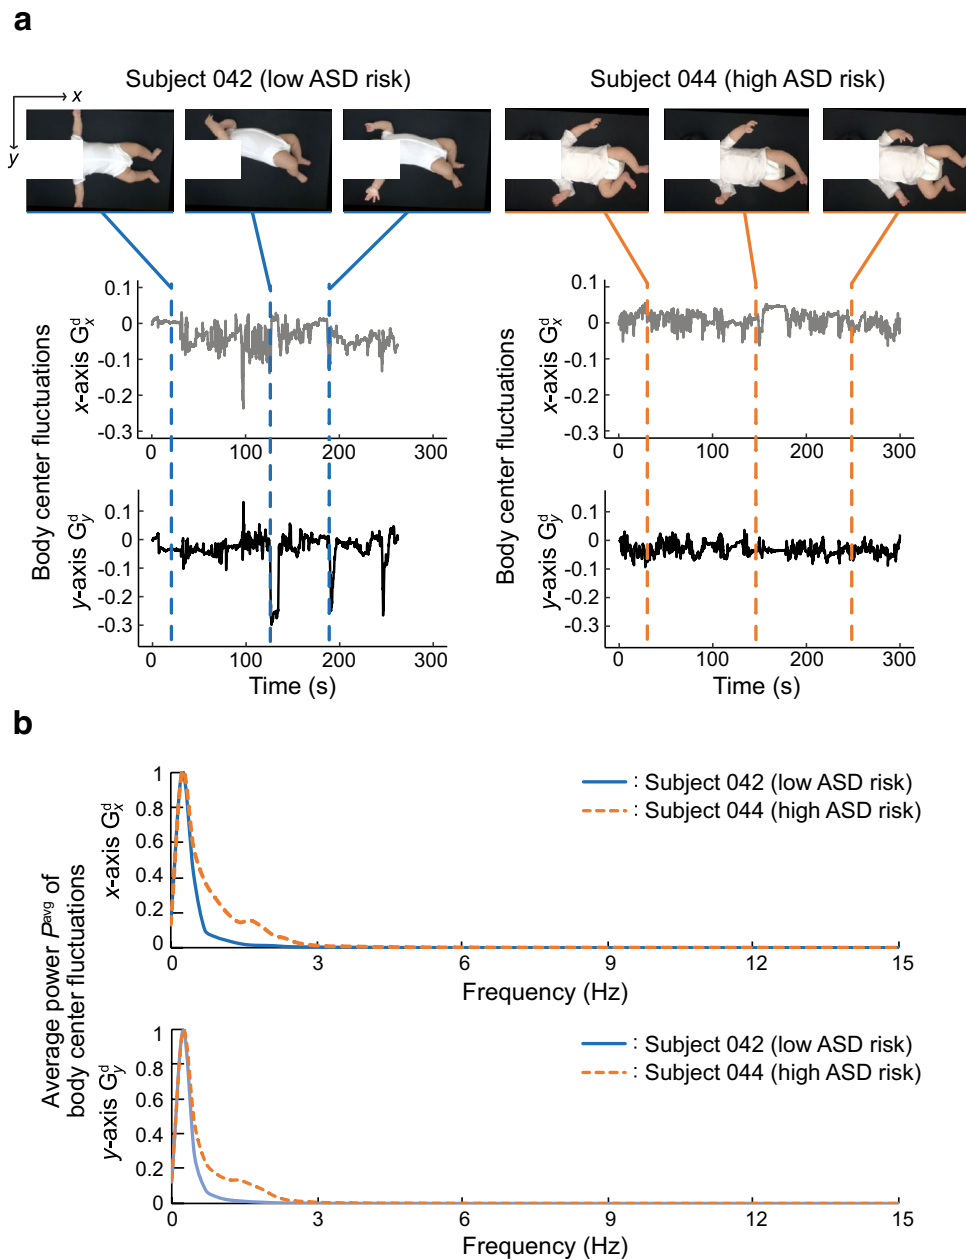 a
Subject 042 (low ASD risk)
Subject 044 (high ASD risk)
x
y
Body center fluctuations
x-axis G^d_x
0.1
0
-0.1
-0.2
-0.3
0
100
200
300
y-axis G^d_y
0.1
0
-0.1
-0.2
-0.3
0
100
200
300
Time (s)
Body center fluctuations
x-axis G^d_x
0.1
0
-0.1
-0.2
-0.3
0
100
200
300
y-axis G^d_y
0.1
0
-0.1
-0.2
-0.3
0
100
200
300
Time (s)
b
Average power P^avg of
body center fluctuations
x-axis G^d_x
1
0.8
0.6
0.4
0.2
0
0
3
6
9
12
15
Frequency (Hz)
: Subject 042 (low ASD risk)
: Subject 044 (high ASD risk)
y-axis G^d_y
1
0.8
0.6
0.4
0.2
0
0
3
6
9
12
15
Frequency (Hz)
: Subject 042 (low ASD risk)
: Subject 044 (high ASD risk)